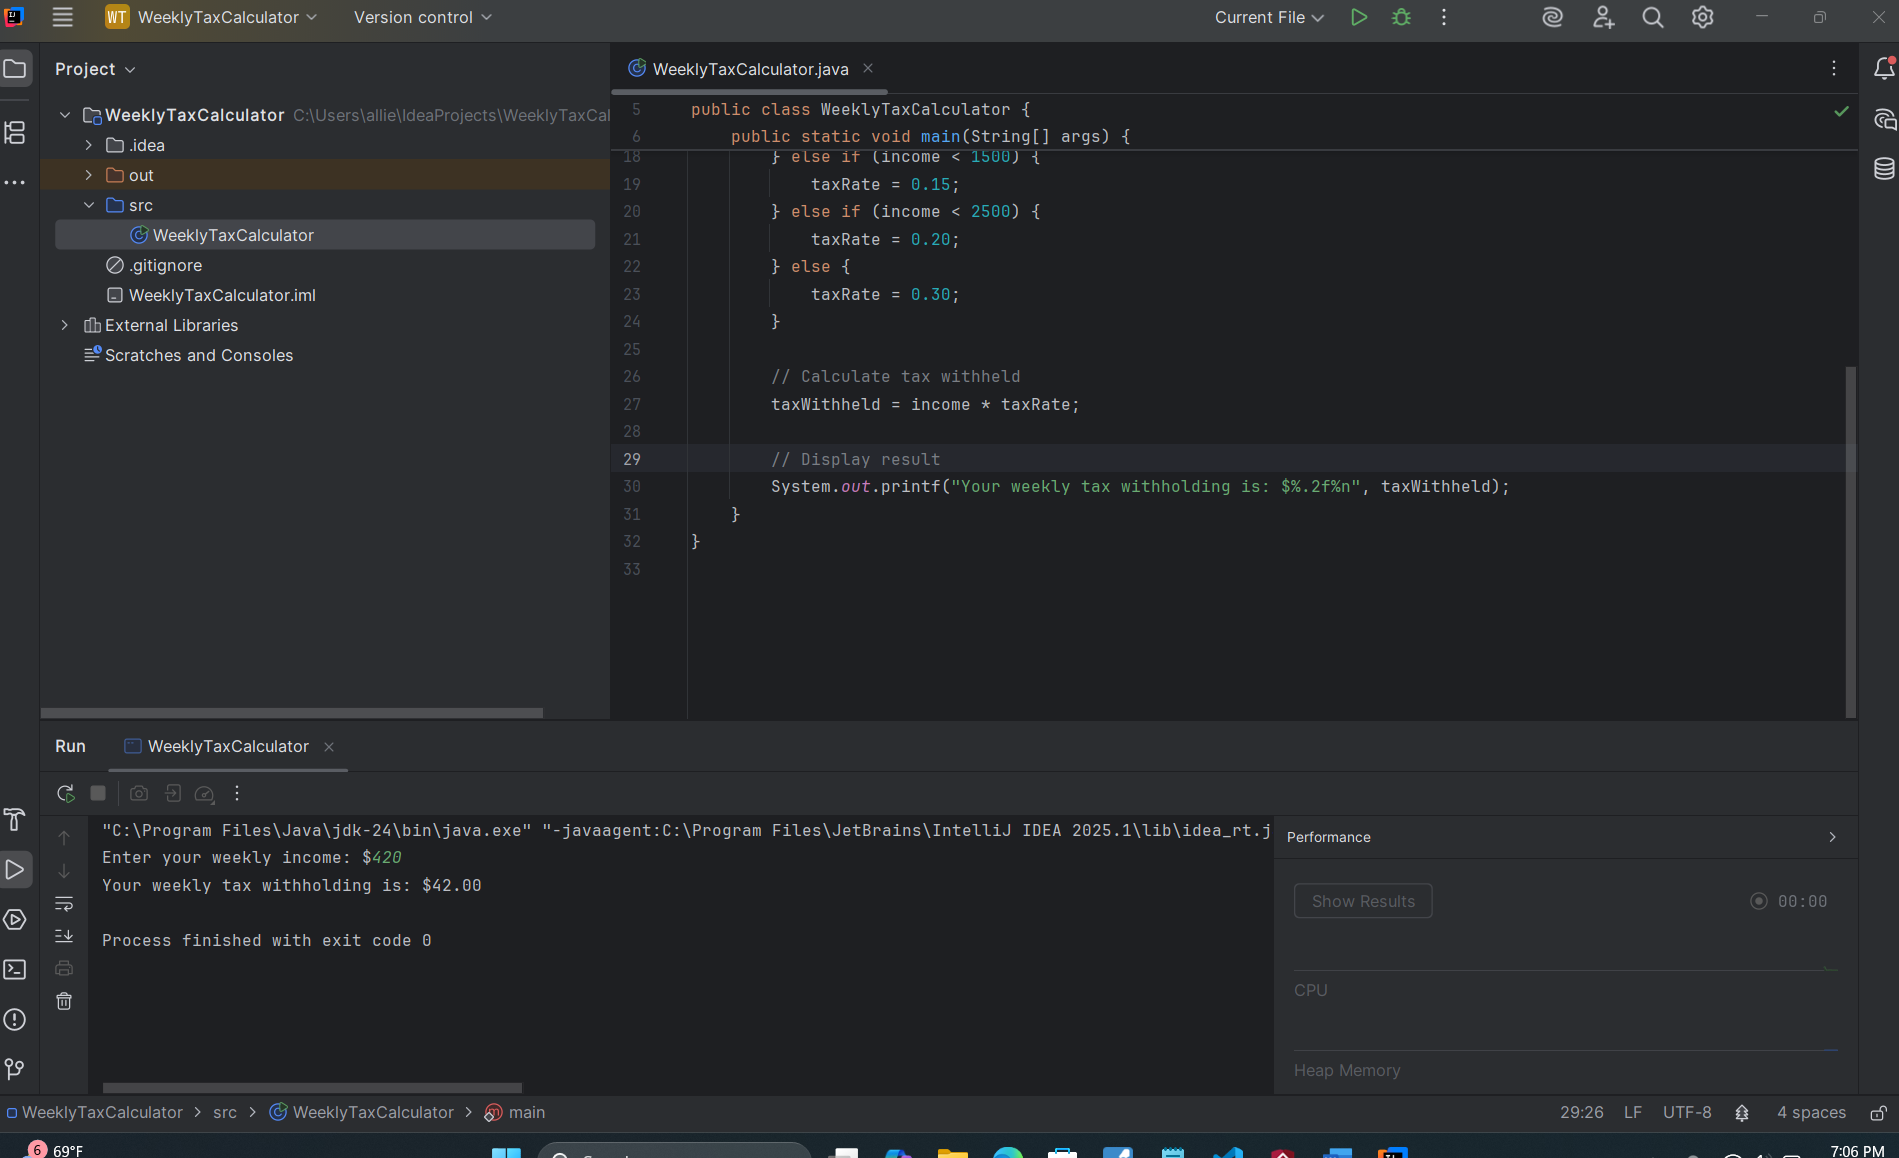 WT WeeklyTaxCalculator Version control Current File
Project
WeeklyTaxCalculator C:\Users\allie\IdeaProjects\WeeklyTaxCal
.idea
out
src
WeeklyTaxCalculator
.gitignore
WeeklyTaxCalculator.iml
External Libraries
Scratches and Consoles
WeeklyTaxCalculator.java
5 public class WeeklyTaxCalculator {
6 public static void main(String[] args) {
18 } else if (income < 1500) {
19 taxRate = 0.15;
20 } else if (income < 2500) {
21 taxRate = 0.20;
22 } else {
23 taxRate = 0.30;
24 }
25
26 // Calculate tax withheld
27 taxWithheld = income * taxRate;
28
29 // Display result
30 System.out.printf("Your weekly tax withholding is: $%.2f%n", taxWithheld);
31 }
32 }
33
Run WeeklyTaxCalculator
"C:\Program Files\Java\jdk-24\bin\java.exe" "-javaagent:C:\Program Files\JetBrains\IntelliJ IDEA 2025.1\lib\idea_rt.j
Enter your weekly income: $420
Your weekly tax withholding is: $42.00
Process finished with exit code 0
Performance
Show Results 00:00
CPU
Heap Memory
WeeklyTaxCalculator > src > WeeklyTaxCalculator > main
29:26 LF UTF-8 4 spaces
6 69°F
7:06 PM